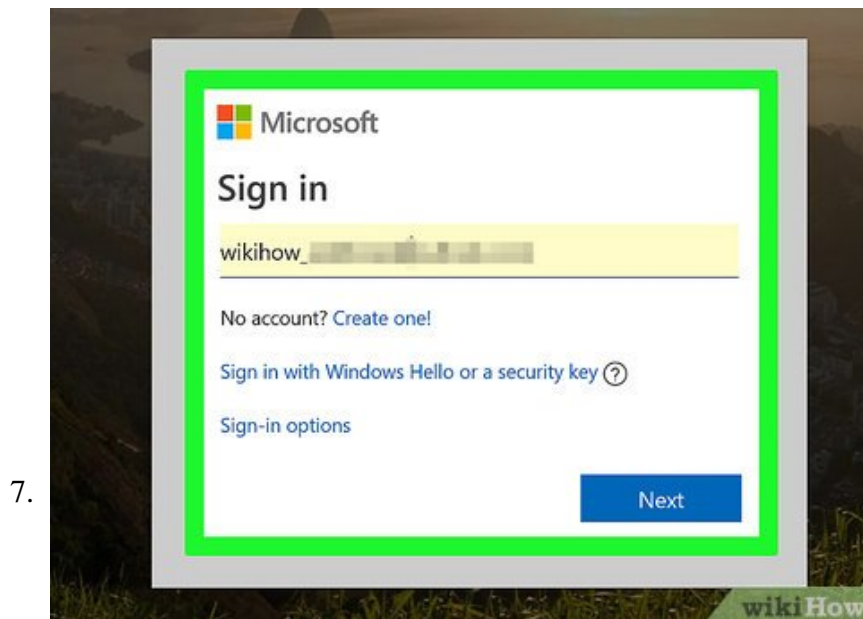 Microsoft
Sign in
wikihow_
No account? Create one!
Sign in with Windows Hello or a security key ?
Sign-in options
7.
Next
wikiHow